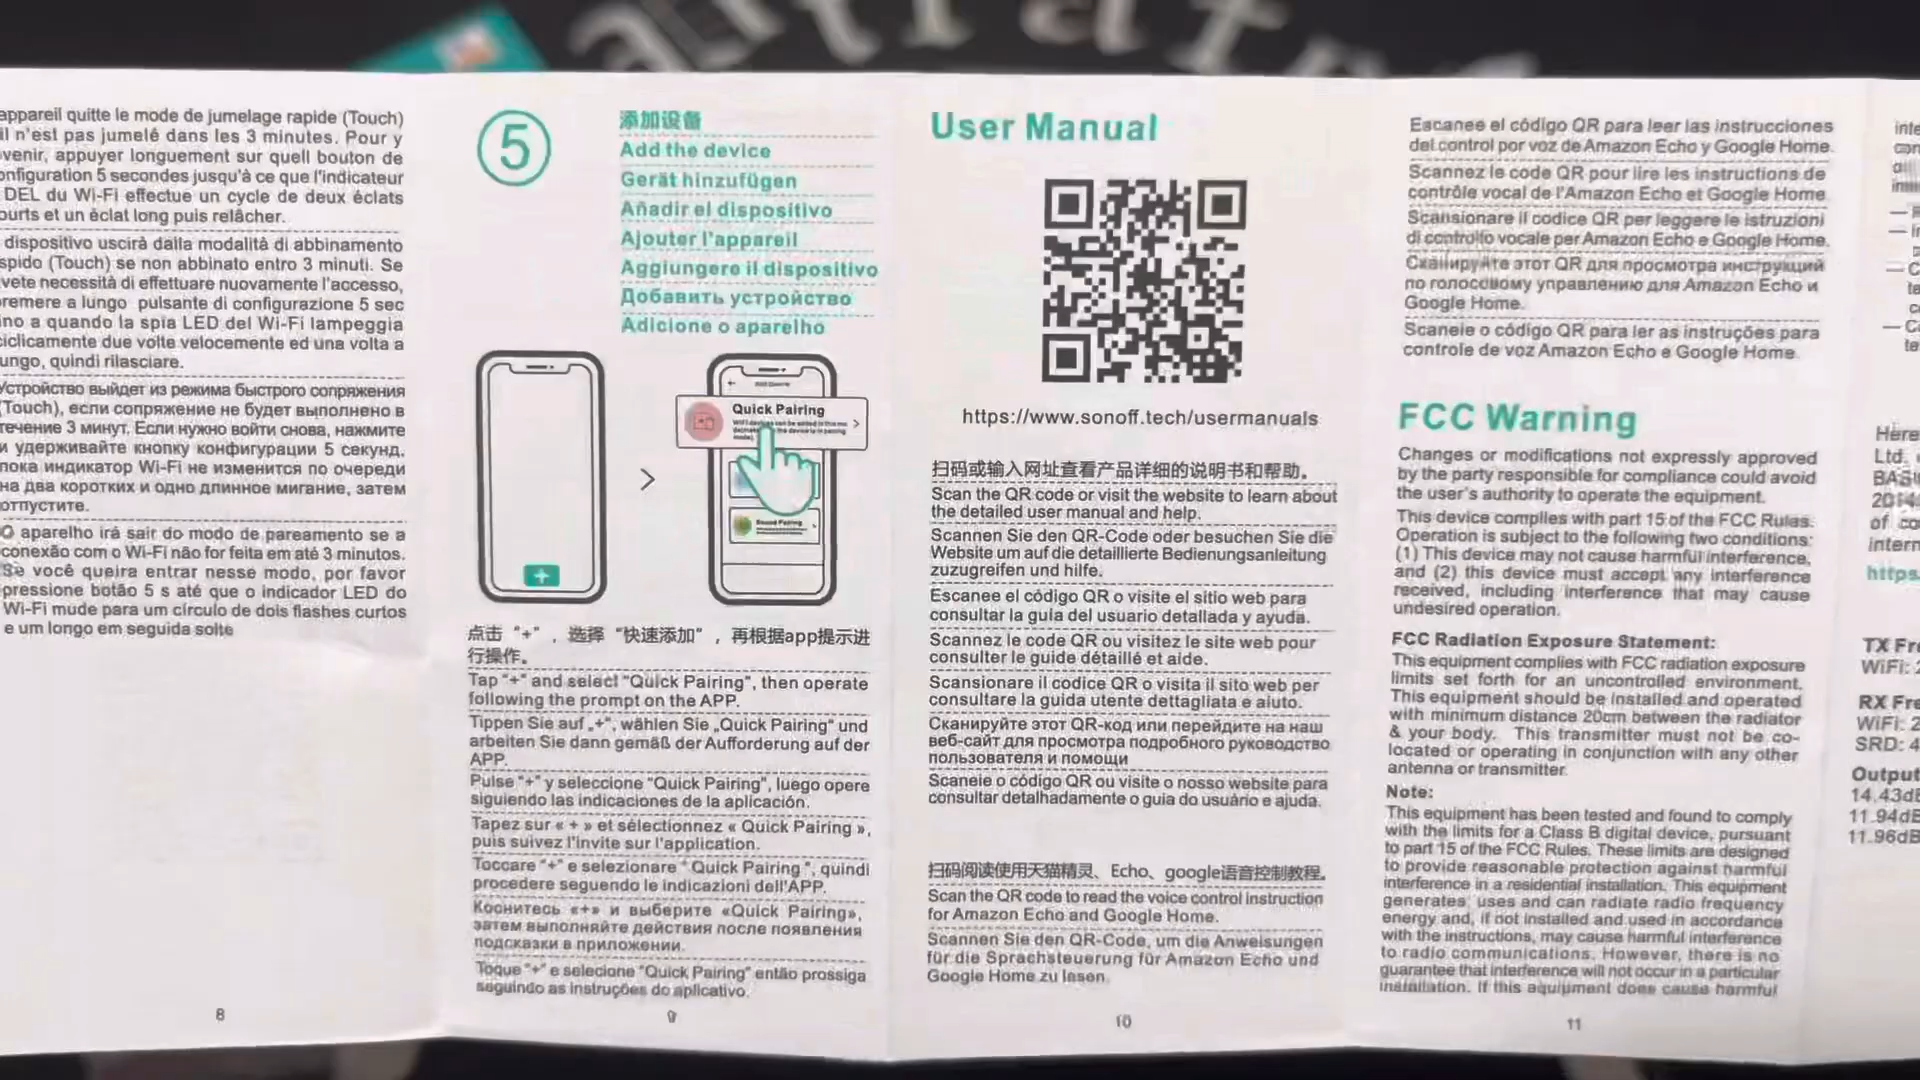 appareil quitte le mode de jumelage rapide (Touch)
il n'est pas jumelé dans les 3 minutes. Pour y
venir, appuyer longuement sur quell bouton de
onfiguration 5 secondes jusqu'à ce que l'indicateur
DEL du Wi-Fi effectue un cycle de deux éclats
ourts et un éclat long puis relâcher.
dispositivo uscirà dalla modalità di abbinamento
spido (Touch) se non abbinato entro 3 minuti. Se
vete necessità di effettuare nuovamente l'accesso,
remere a lungo pulsante di configurazione 5 sec
ino a quando la spia LED del Wi-Fi lampeggia
ciclicamente due volte velocemente ed una volta a
ungo, quindi rilasciare.
Устройство выйдет из режима быстрого сопряжения
(Touch), если сопряжение не будет выполнено в
течение 3 минут. Если нужно войти снова, нажмите
и удерживайте кнопку конфигурации 5 секунд,
пока индикатор Wi-Fi не изменится по очереди
на два коротких и одно длинное мигание, затем
отпустите.
O aparelho irá sair do modo de pareamento se a
conexão com o Wi-Fi não for feita em até 3 minutos.
Se você queira entrar nesse modo, por favor
pressione botão 5 s até que o indicador LED do
Wi-Fi mude para um círculo de dois flashes curtos
e um longo em seguida solte
8
5
添加设备
Add the device
Gerät hinzufügen
Añadir el dispositivo
Ajouter l'appareil
Aggiungere il dispositivo
Добавить устройство
Adicione o aparelho
Quick Pairing
Sound Pairing
点击“+”,选择“快速添加”,再根据app提示进
行操作。
Tap "+" and select "Quick Pairing", then operate
following the prompt on the APP.
Tippen Sie auf „+", wählen Sie „Quick Pairing" und
arbeiten Sie dann gemäß der Aufforderung auf der
APP.
Pulse "+" y seleccione "Quick Pairing", luego opere
siguiendo las indicaciones de la aplicación.
Tapez sur « + » et sélectionnez « Quick Pairing »,
puis suivez l'invite sur l'application.
Toccare "+" e selezionare " Quick Pairing ", quindi
procedere seguendo le indicazioni dell'APP.
Коснитесь «+» и выберите «Quick Pairing»,
затем выполняйте действия после появления
подсказки в приложении.
Toque "+" e selecione "Quick Pairing" então prossiga
seguindo as instruções do aplicativo.
9
User Manual
https://www.sonoff.tech/usermanuals
扫码或输入网址查看产品详细的说明书和帮助。
Scan the QR code or visit the website to learn about
the detailed user manual and help.
Scannen Sie den QR-Code oder besuchen Sie die
Website um auf die detaillierte Bedienungsanleitung
zuzugreifen und hilfe.
Escanee el código QR o visite el sitio web para
consultar la guía del usuario detallada y ayuda.
Scannez le code QR ou visitez le site web pour
consulter le guide détaillé et aide.
Scansionare il codice QR o visita il sito web per
consultare la guida utente dettagliata e aiuto.
Сканируйте этот QR-код или перейдите на наш
веб-сайт для просмотра подробного руководство
пользователя и помощи
Scaneie o código QR ou visite o nosso website para
consultar detalhadamente o guia do usuário e ajuda.
扫码阅读使用天猫精灵、Echo、google语音控制教程。
Scan the QR code to read the voice control instruction
for Amazon Echo and Google Home.
Scannen Sie den QR-Code, um die Anweisungen
für die Sprachsteuerung für Amazon Echo und
Google Home zu lesen.
10
Escanee el código QR para leer las instrucciones
del control por voz de Amazon Echo y Google Home.
Scannez le code QR pour lire les instructions de
contrôle vocal de l'Amazon Echo et Google Home.
Scansionare il codice QR per leggere le istruzioni
di controllo vocale per Amazon Echo e Google Home.
Сканируйте этот QR для просмотра инструкций
по голосовому управлению для Amazon Echo и
Google Home.
Scaneie o código QR para ler as instruções para
controle de voz Amazon Echo e Google Home.
FCC Warning
Changes or modifications not expressly approved
by the party responsible for compliance could avoid
the user's authority to operate the equipment.
This device complies with part 15 of the FCC Rules.
Operation is subject to the following two conditions:
(1) This device may not cause harmful interference,
and (2) this device must accept any interference
received, including interference that may cause
undesired operation.
FCC Radiation Exposure Statement:
This equipment complies with FCC radiation exposure
limits set forth for an uncontrolled environment.
This equipment should be installed and operated
with minimum distance 20cm between the radiator
& your body. This transmitter must not be co-
located or operating in conjunction with any other
antenna or transmitter.
Note:
This equipment has been tested and found to comply
with the limits for a Class B digital device, pursuant
to part 15 of the FCC Rules. These limits are designed
to provide reasonable protection against harmful
interference in a residential installation. This equipment
generates, uses and can radiate radio frequency
energy and, if not installed and used in accordance
with the instructions, may cause harmful interference
to radio communications. However, there is no
guarantee that interference will not occur in a particular
installation. If this equipment does cause harmful
11
Here
Ltd.
of co
intern
https
TX Fre
WiFi: 2
RX Fre
WiFi: 2
SRD: 4
Output
14.43dB
11.94dB
11.96dB